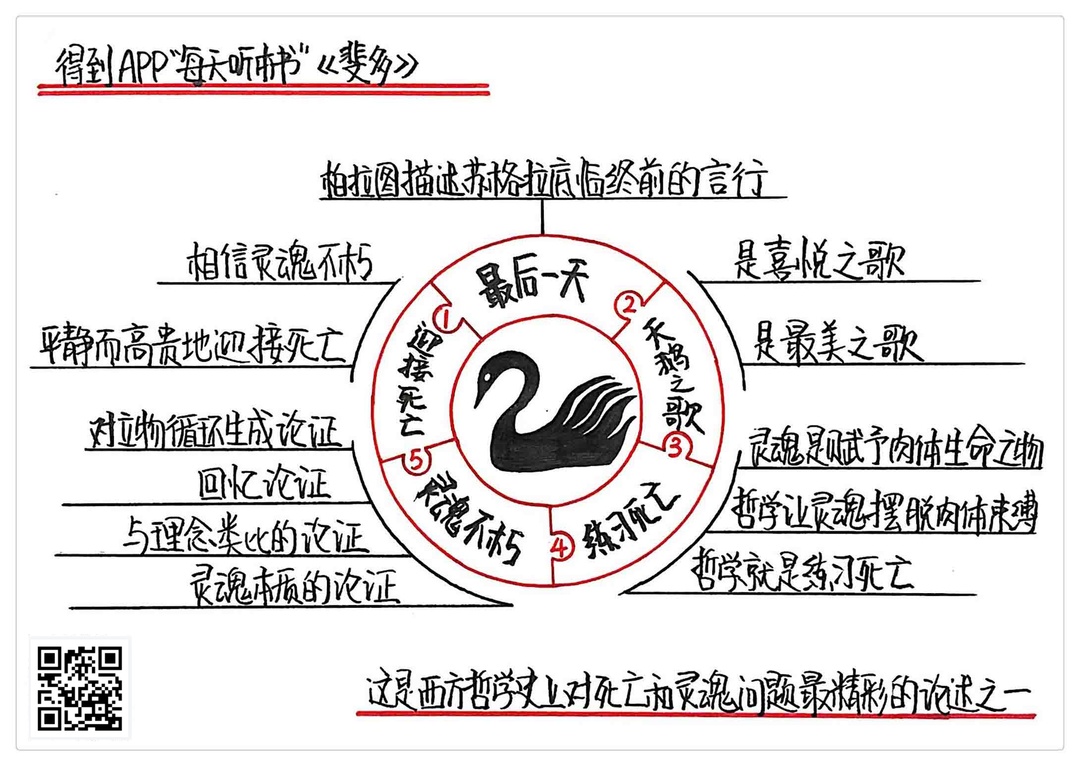 得到APP“每天听本书”《斐多》
柏拉图描述苏格拉底临终前的言行
最后一天
①
迎接死亡
相信灵魂不朽
平静而高贵地迎接死亡
②
天鹅之歌
是喜悦之歌
是最美之歌
③
练习死亡
灵魂是赋予肉体生命之物
哲学让灵魂摆脱肉体束缚
哲学就是练习死亡
④
灵魂不朽
⑤
对立物循环生成论证
回忆论证
与理念类比的论证
灵魂本质的论证
这是西方哲学史上对死亡和灵魂问题最精彩的论述之一